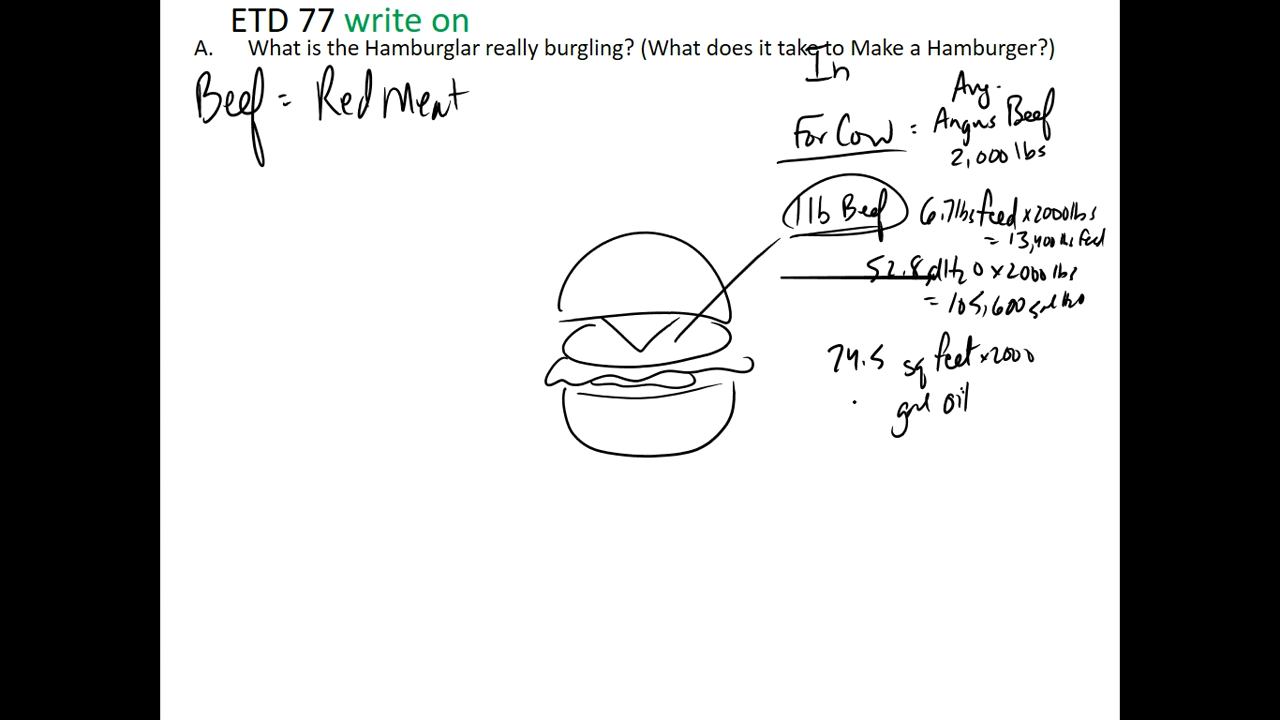 ETD 77 write on
A. What is the Hamburglar really burgling? (What does it take to Make a Hamburger?)
Beef = Red Meat
In
For Cow = Avg. Angus Beef 2,000 lbs
1 lb Beef 6.7 lbs feed x 2000 lbs
= 13,400 lbs feed
52.8 H2O x 2000 lbs
= 105,600 gal H2O
74.5 sq feet x 2000
gal oil